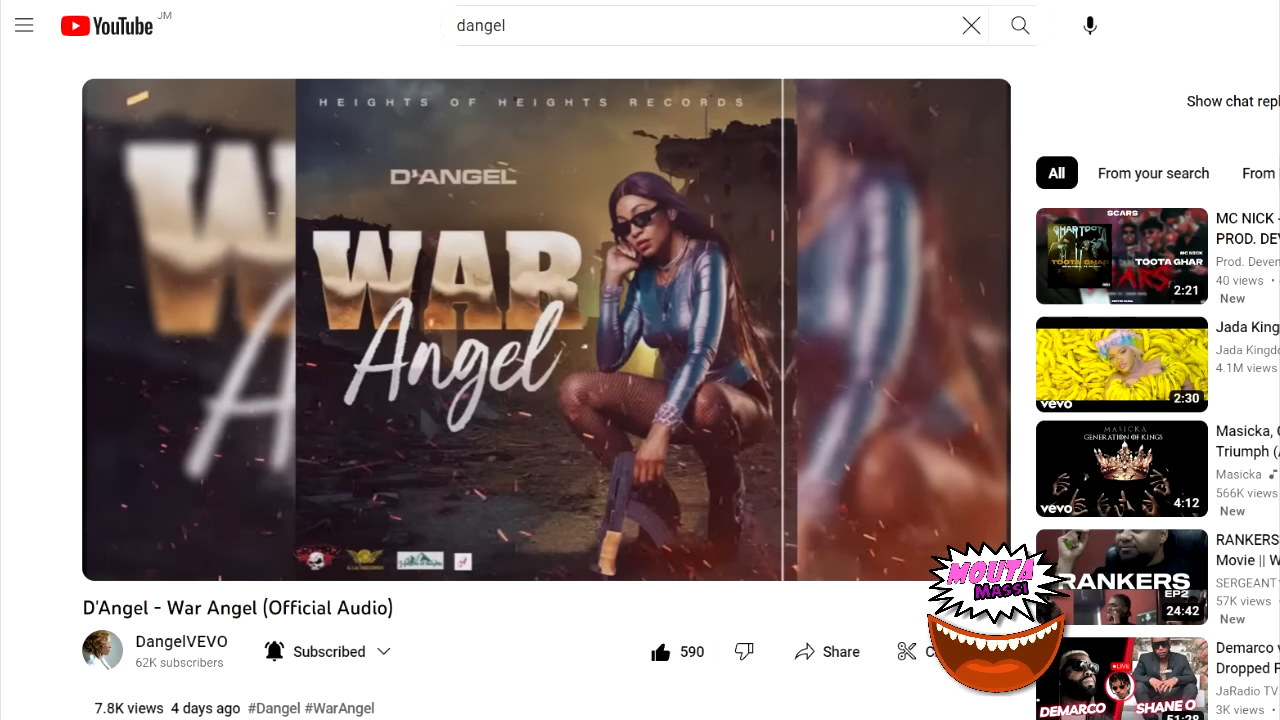 YouTube JM
dangel
HEIGHTS OF HEIGHTS RECORDS
D'ANGEL
WAR
Angel
D'Angel - War Angel (Official Audio)
DangelVEVO
62K subscribers
Subscribed
590
Share
C
MOUTA
MASSI
7.8K views 4 days ago #Dangel #WarAngel
Show chat repl
All
From your search
From
SCARS
TOOTA GHAR
MC NICK
TOOTA GHAR
2:21
MC NICK
PROD. DEV
Prod. Deven
40 views •
New
vevo
2:30
Jada King
Jada Kingdo
4.1M views
MASICKA
GENERATION OF KINGS
vevo
4:12
Masicka,
Triumph (
Masicka
566K views
New
RANKERS
EP2
24:42
RANKERS
Movie || W
SERGEANT
57K views
New
LIVE
DEMARCO
SHANE O
51:28
Demarco v
Dropped F
JaRadio TV
3K views •